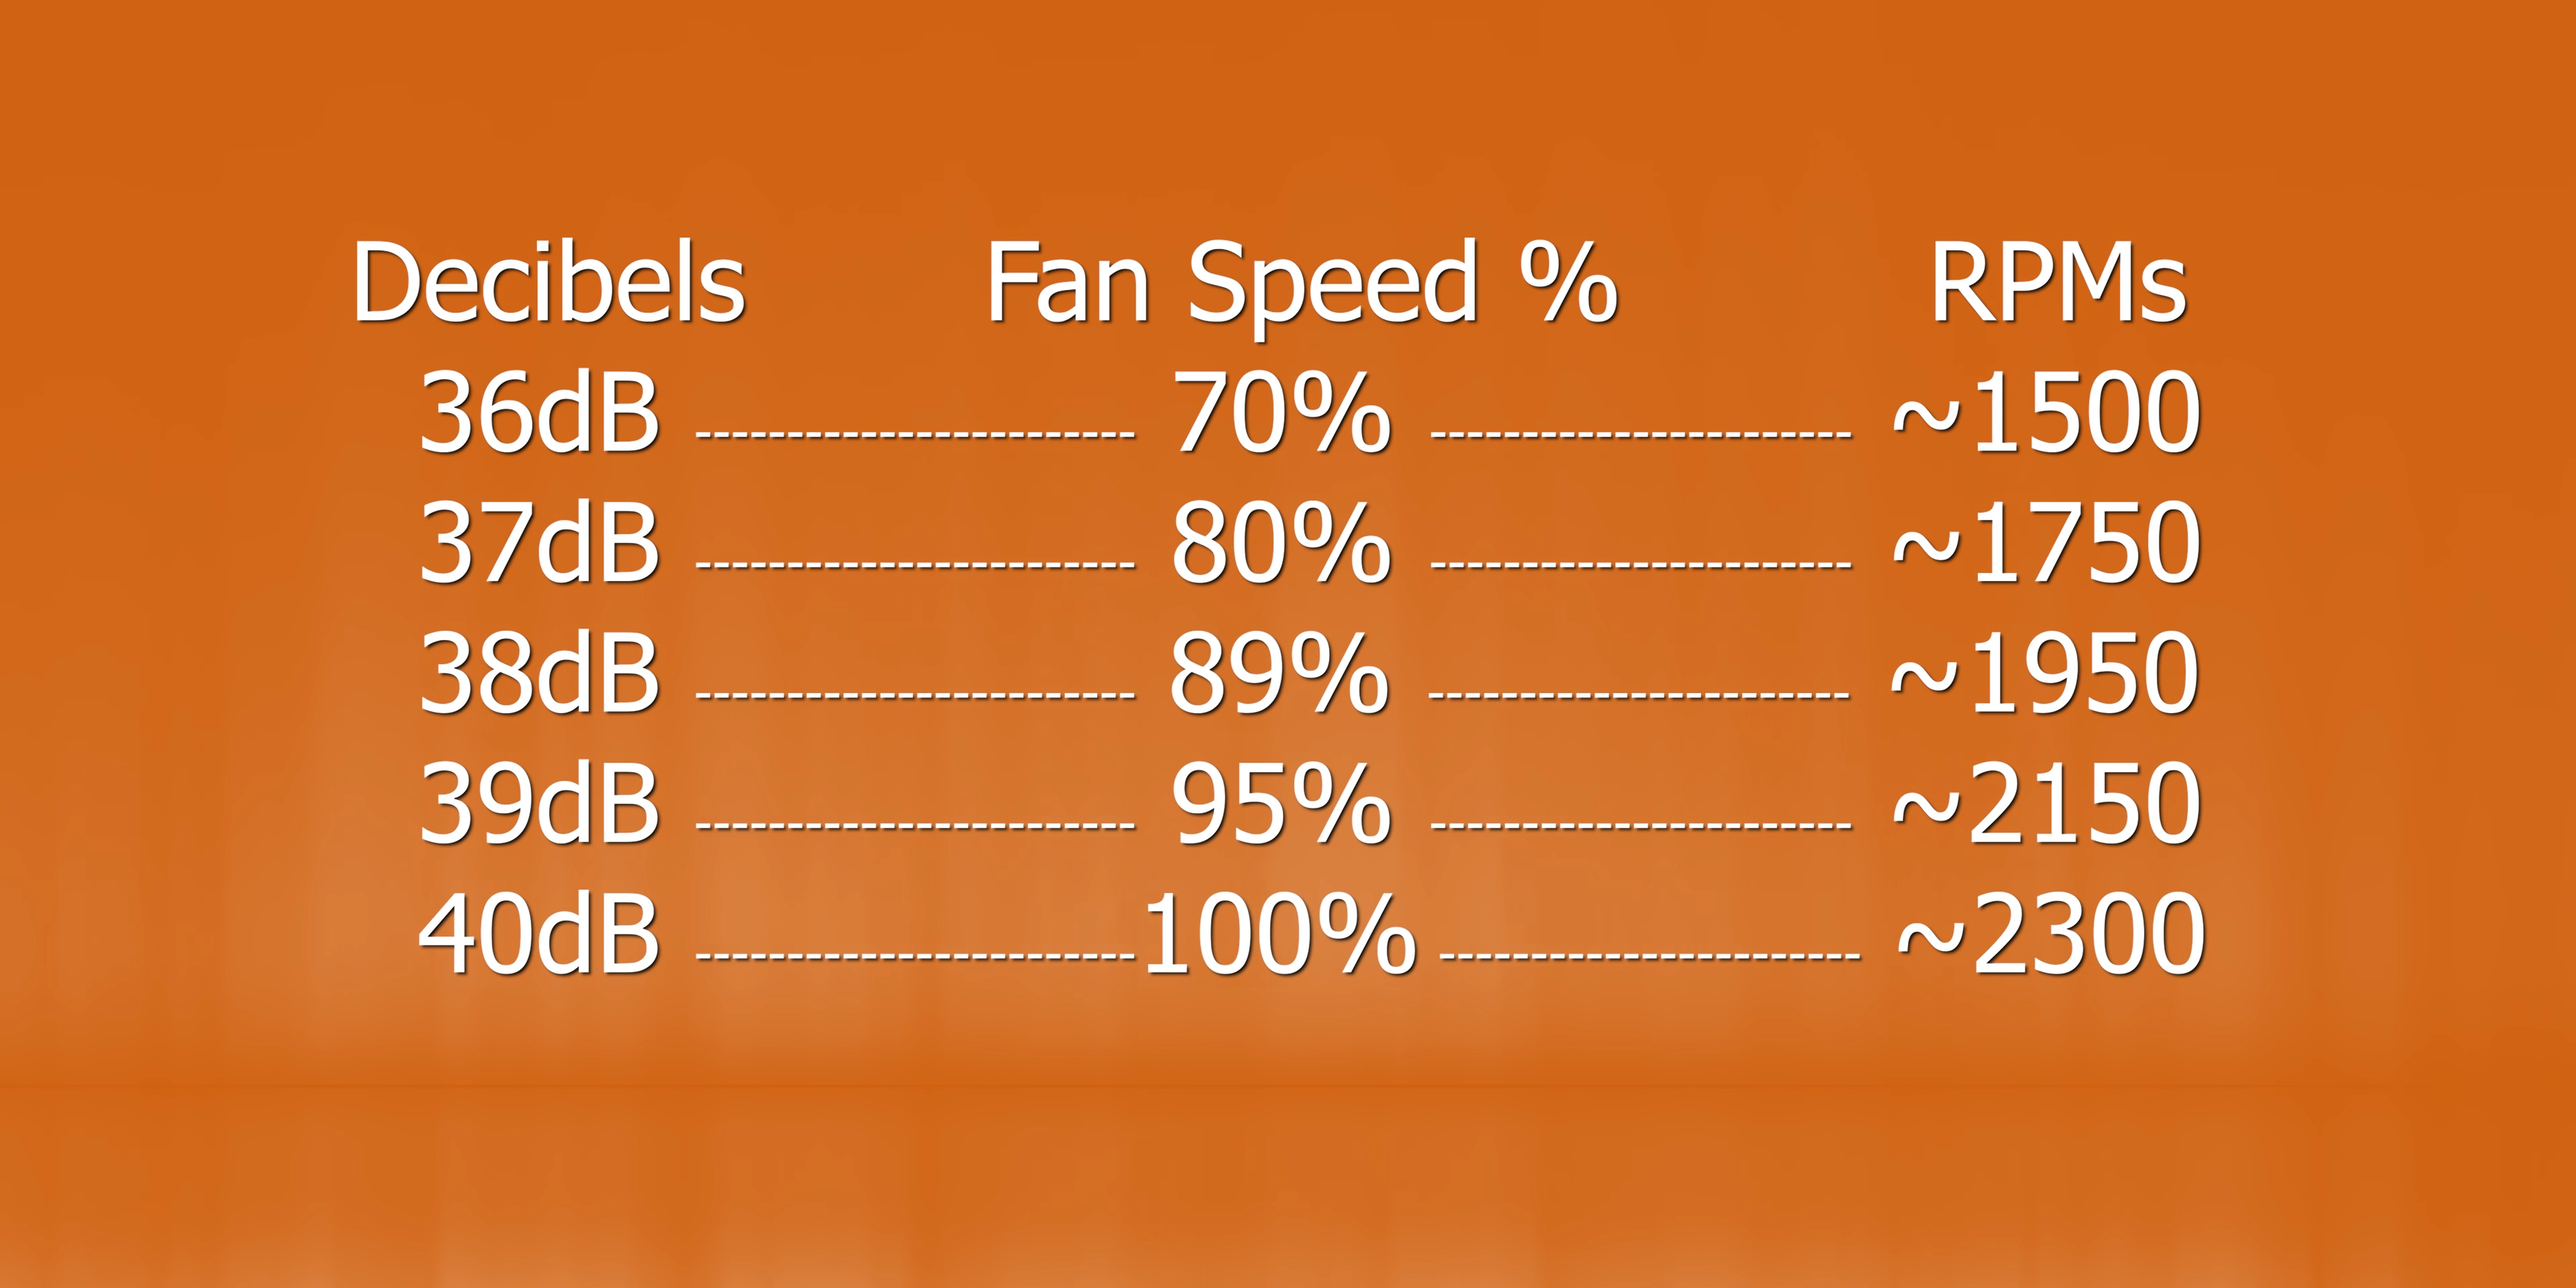 Decibels Fan Speed % RPMs
36dB ------------------------ 70% ----------------------- ~1500
37dB ------------------------ 80% ----------------------- ~1750
38dB ------------------------ 89% ----------------------- ~1950
39dB ------------------------ 95% ----------------------- ~2150
40dB ------------------------100% ----------------------- ~2300